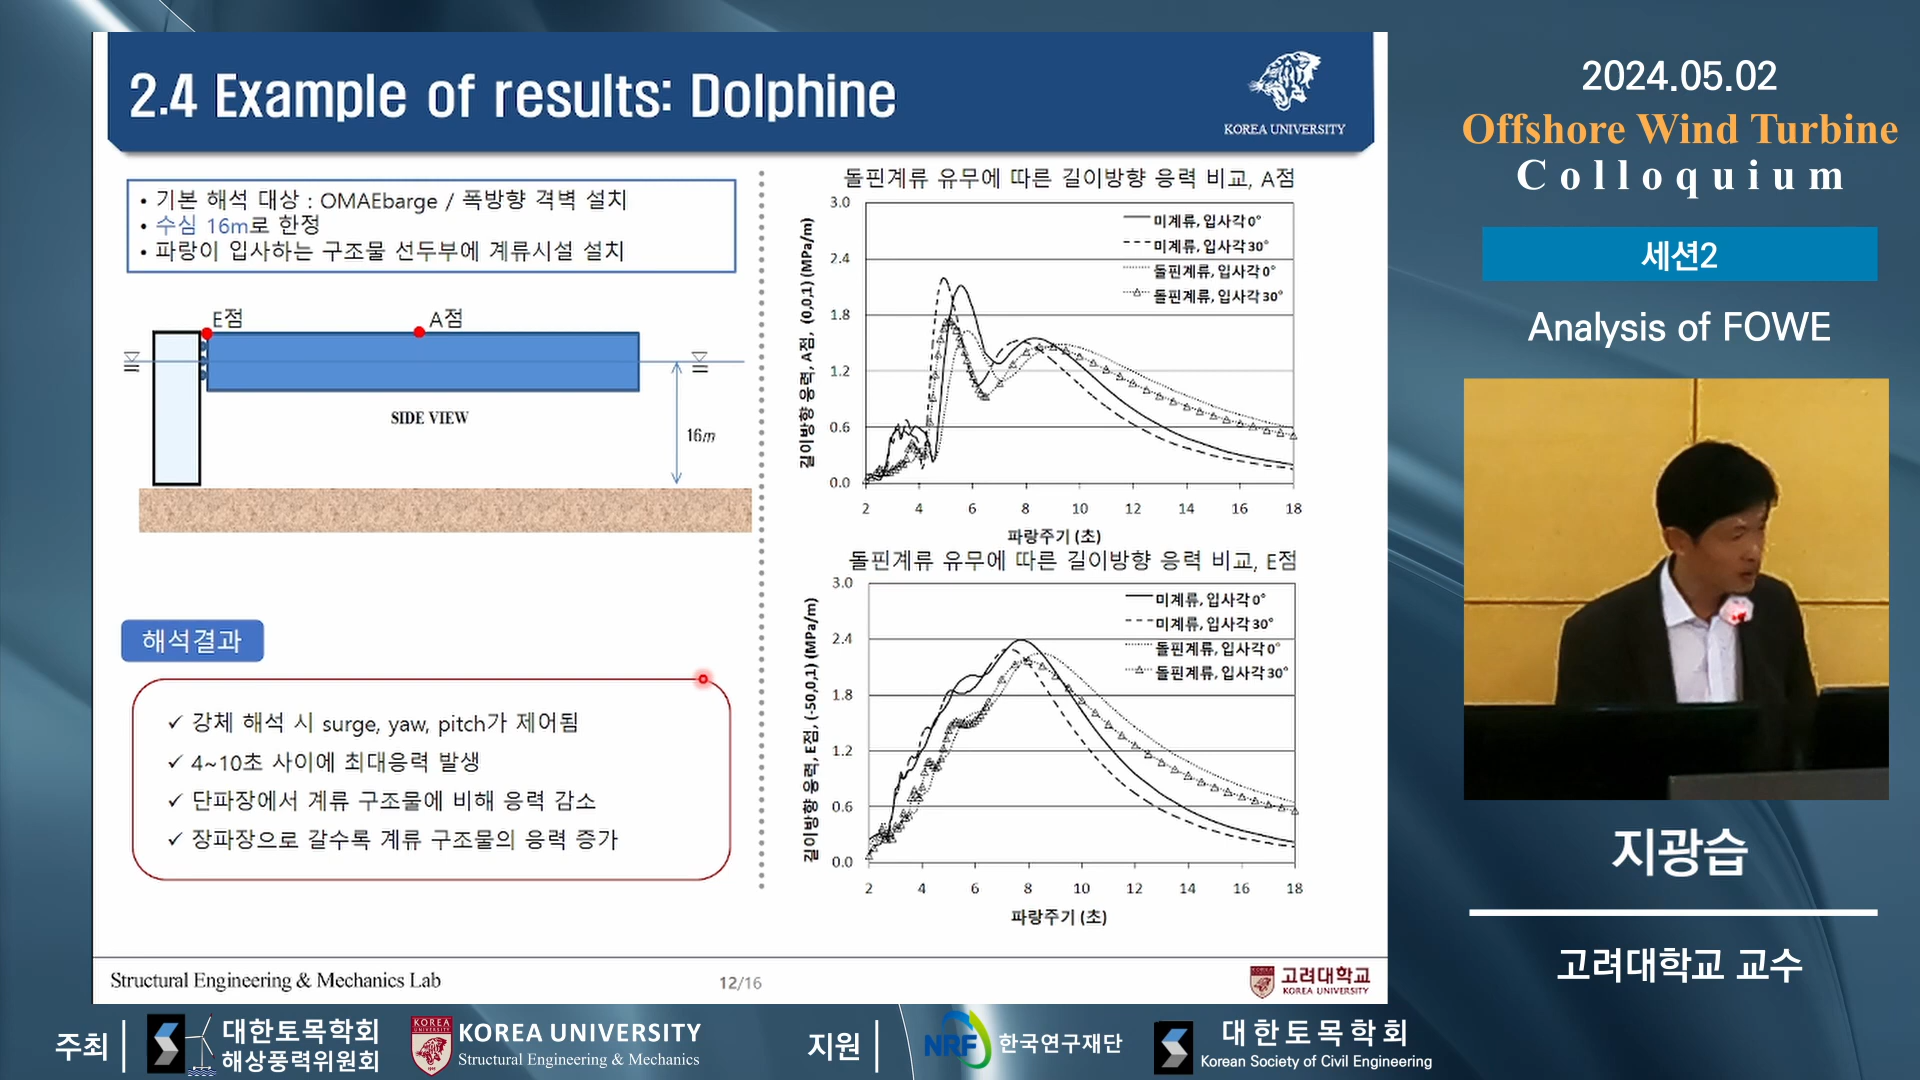 2.4 Example of results: Dolphine
KOREA UNIVERSITY
• 기본 해석 대상 : OMAEbarge / 폭방향 격벽 설치
• 수심 16m로 한정
• 파랑이 입사하는 구조물 선두부에 계류시설 설치
E점
A점
SIDE VIEW
16m
해석결과
✓ 강체 해석 시 surge, yaw, pitch가 제어됨
✓ 4~10초 사이에 최대응력 발생
✓ 단파장에서 계류 구조물에 비해 응력 감소
✓ 장파장으로 갈수록 계류 구조물의 응력 증가
돌핀계류 유무에 따른 길이방향 응력 비교, A점
길이방향 응력, A점, (0,0,1) (MPa/m)
3.0
2.4
1.8
1.2
0.6
0.0
미계류, 입사각 0°
미계류, 입사각 30°
돌핀계류, 입사각 0°
돌핀계류, 입사각 30°
2 4 6 8 10 12 14 16 18
파랑주기 (초)
돌핀계류 유무에 따른 길이방향 응력 비교, E점
길이방향 응력, E점, (-50,0,1) (MPa/m)
3.0
2.4
1.8
1.2
0.6
0.0
미계류, 입사각 0°
미계류, 입사각 30°
돌핀계류, 입사각 0°
돌핀계류, 입사각 30°
2 4 6 8 10 12 14 16 18
파랑주기 (초)
Structural Engineering & Mechanics Lab
12/16
고려대학교
KOREA UNIVERSITY
2024.05.02
Offshore Wind Turbine
Colloquium
세션2
Analysis of FOWE
지광습
고려대학교 교수
주최
대한토목학회
해상풍력위원회
KOREA
KOREA UNIVERSITY
Structural Engineering & Mechanics
지원
NRF
한국연구재단
대한토목학회
Korean Society of Civil Engineering